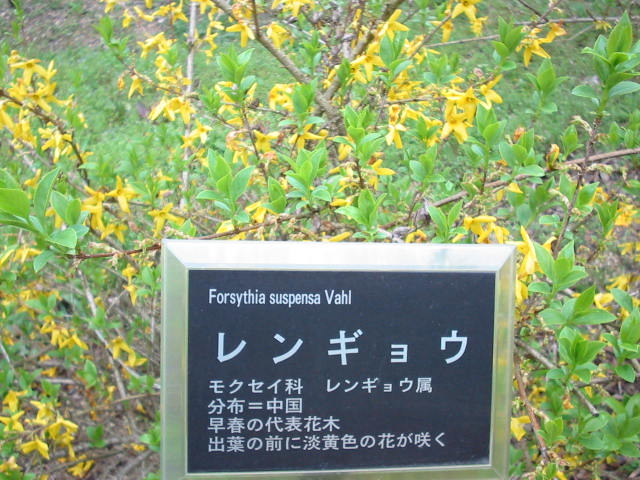 Forsythia suspensa Vahl
レンギョウ
モクセイ科　レンギョウ属
分布＝中国
早春の代表花木
出葉の前に淡黄色の花が咲く